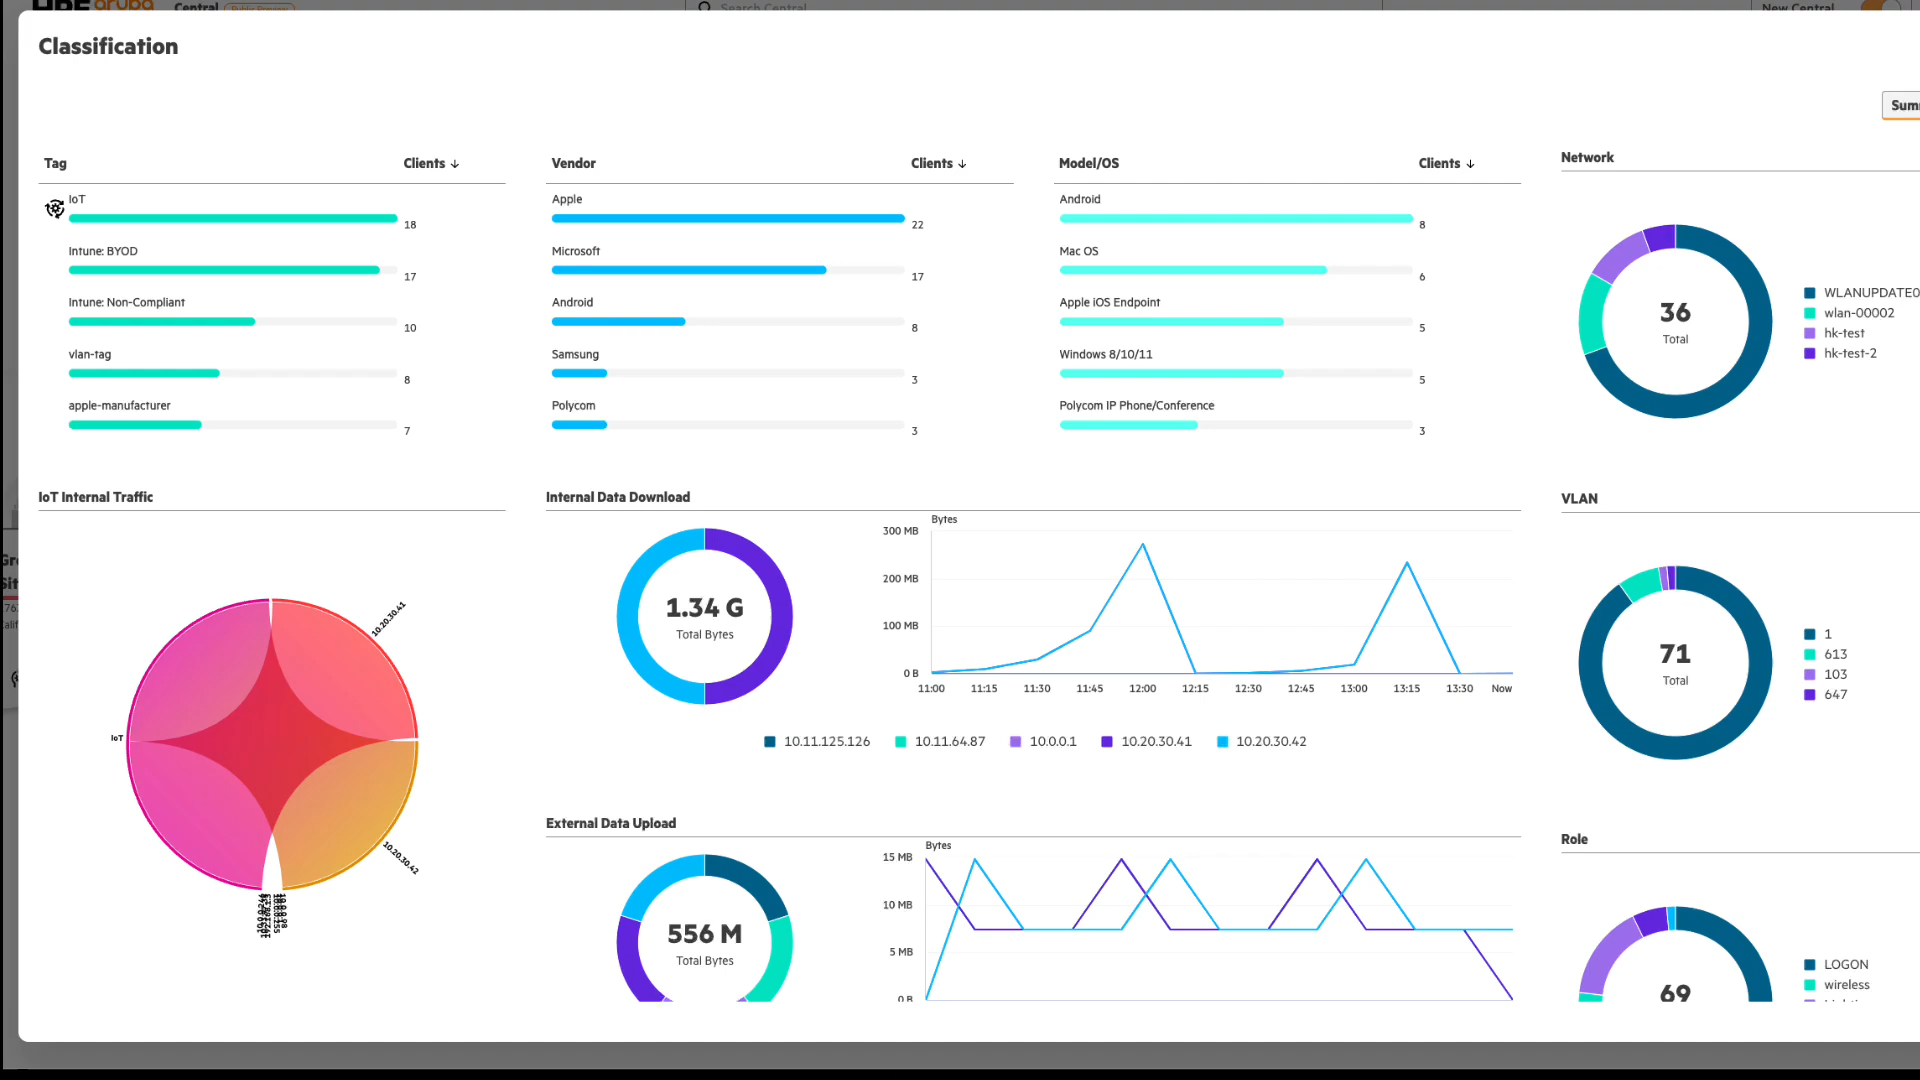 aruba Central Public Preview
Search Central
New Central
Classification
Sum
Tag
Clients ↓
IoT
18
Intune: BYOD
17
Intune: Non-Compliant
10
vlan-tag
8
apple-manufacturer
7
Vendor
Clients ↓
Apple
22
Microsoft
17
Android
8
Samsung
3
Polycom
3
Model/OS
Clients ↓
Android
8
Mac OS
6
Apple iOS Endpoint
5
Windows 8/10/11
5
Polycom IP Phone/Conference
3
Network
36
Total
WLANUPDATE0
wlan-00002
hk-test
hk-test-2
IoT Internal Traffic
10.20.30.41
IoT
10.20.30.42
Internal Data Download
1.34 G
Total Bytes
Bytes
300 MB
200 MB
100 MB
0 B
11:00 11:15 11:30 11:45 12:00 12:15 12:30 12:45 13:00 13:15 13:30 Now
10.11.125.126 10.11.64.87 10.0.0.1 10.20.30.41 10.20.30.42
External Data Upload
556 M
Total Bytes
Bytes
15 MB
10 MB
5 MB
0 B
VLAN
71
Total
1
613
103
647
Role
69
LOGON
wireless